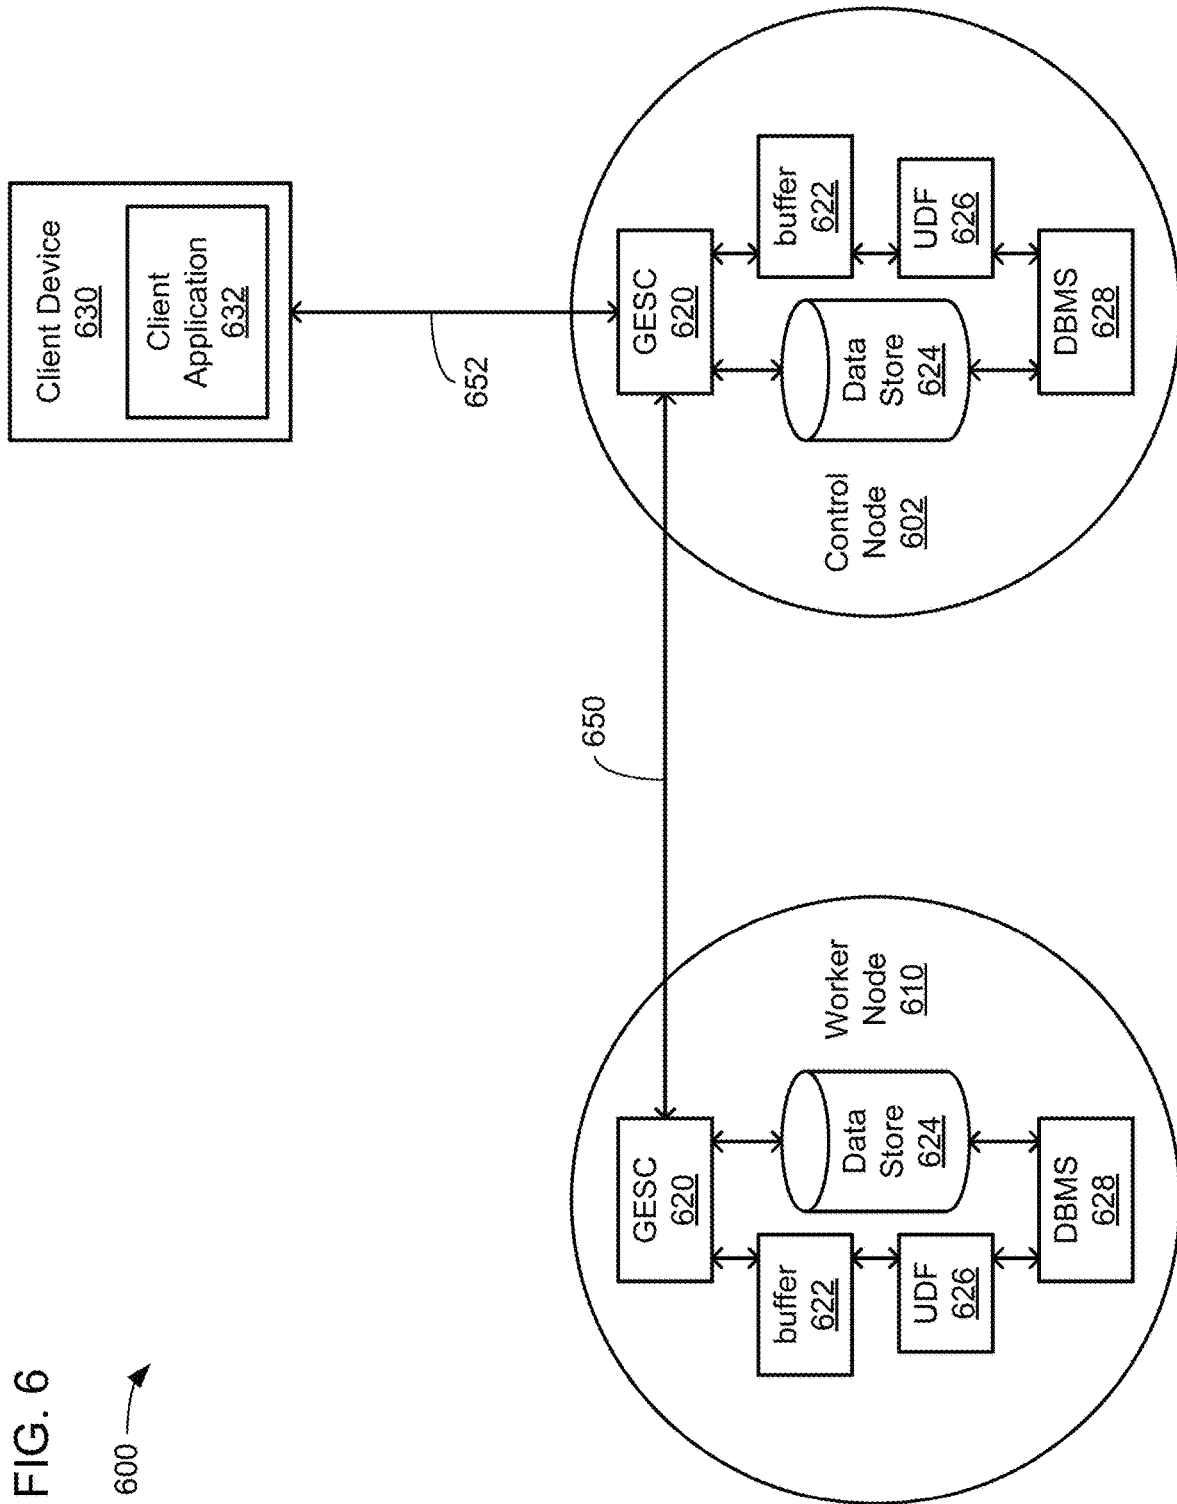 FIG. 6
600
Client Device
630
Client
Application
632
652
650
GESC
620
buffer
622
Data
Store
624
UDF
626
DBMS
628
Worker
Node
610
GESC
620
buffer
622
Data
Store
624
UDF
626
DBMS
628
Control
Node
602